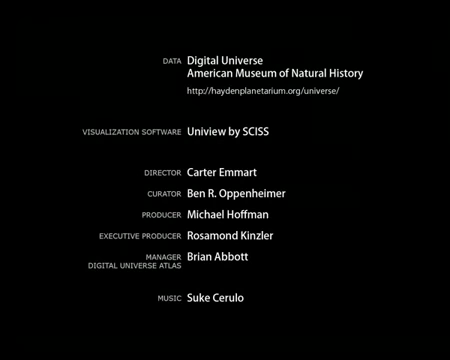 DATA Digital Universe
American Museum of Natural History
http://haydenplanetarium.org/universe/
VISUALIZATION SOFTWARE Uniview by SCISS
DIRECTOR Carter Emmart
CURATOR Ben R. Oppenheimer
PRODUCER Michael Hoffman
EXECUTIVE PRODUCER Rosamond Kinzler
MANAGER Brian Abbott
DIGITAL UNIVERSE ATLAS
MUSIC Suke Cerulo